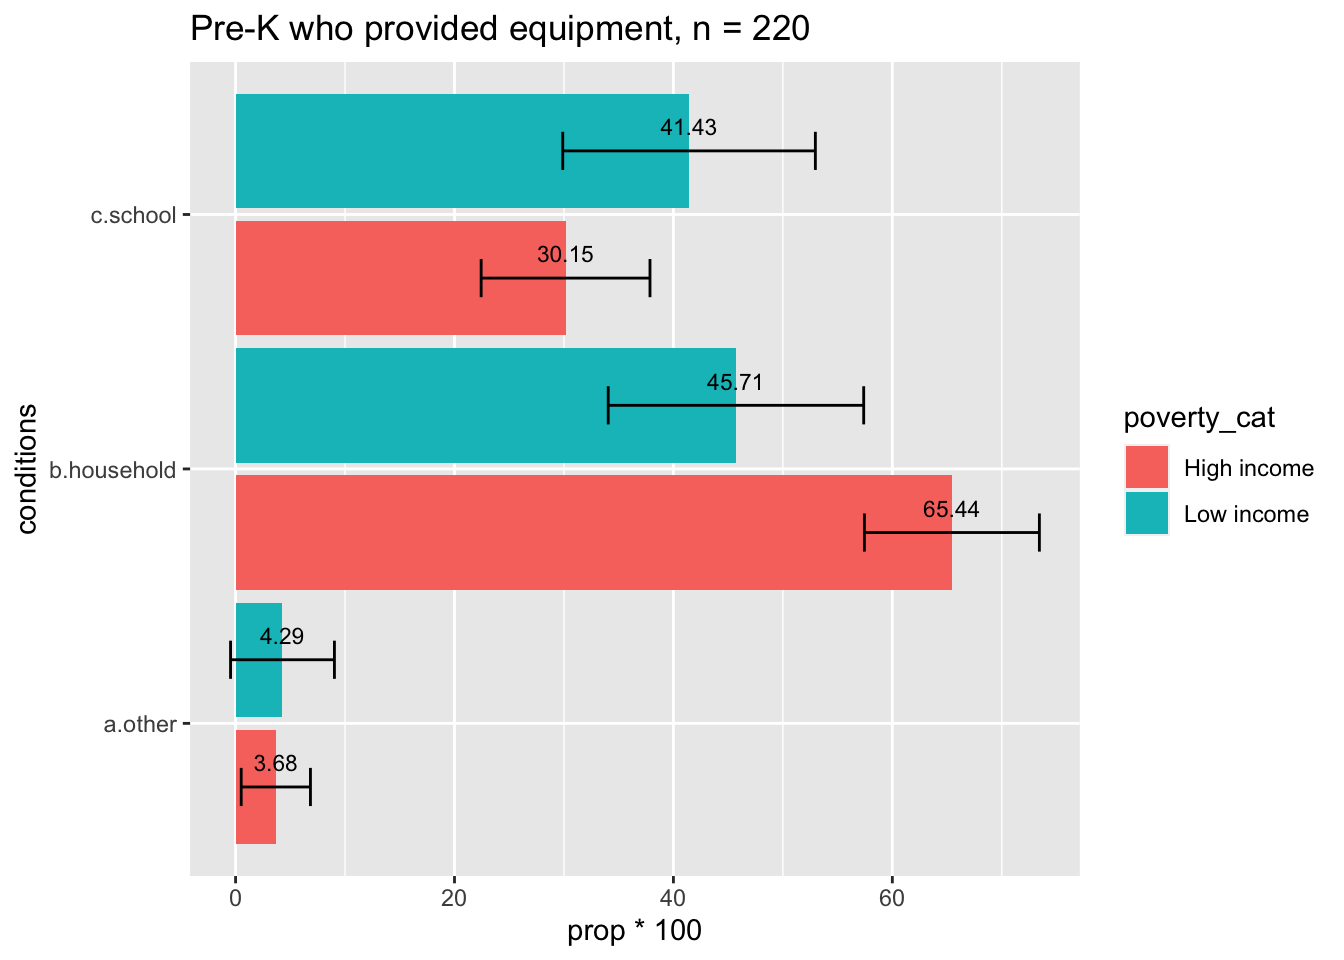 Pre-K who provided equipment, n = 220
41.43
c.school
30.15
45.71
b.household
65.44
4.29
a.other
3.68
0 20 40 60
prop * 100
conditions
poverty_cat
High income
Low income